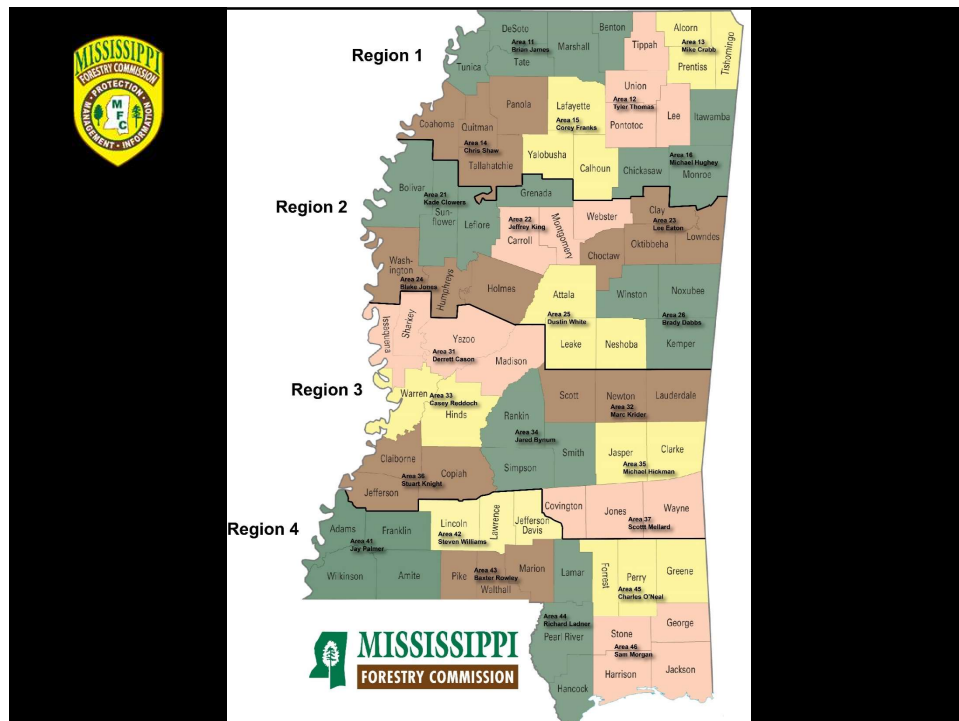 MISSISSIPPI
FORESTRY COMMISSION
PROTECTION
MANAGEMENT
INFORMATION
MFC
Region 1
DeSoto
Benton
Area 11
Brian James
Marshall
Tate
Tunica
Tippah
Alcorn
Area 13
Mike Crabb
Prentiss
Tishomingo
Union
Area 12
Tyler Thomas
Pontotoc
Lee
Itawamba
Panola
Lafayette
Area 15
Corey Franks
Coahoma
Quitman
Area 14
Chris Shaw
Tallahatchie
Yalobusha
Calhoun
Chickasaw
Area 16
Michael Hughey
Monroe
Region 2
Bolivar
Area 21
Kade Clowers
Sun-
flower
Leflore
Grenada
Area 22
Jeffrey King
Carroll
Montgomery
Webster
Clay
Area 23
Lee Eaton
Choctaw
Oktibbeha
Lowndes
Wash-
ington
Area 24
Blake Jones
Humphreys
Holmes
Attala
Area 25
Dustin White
Leake
Neshoba
Winston
Noxubee
Area 26
Brady Dabbs
Kemper
Region 3
Issaquena
Sharkey
Yazoo
Area 31
Derrett Cason
Madison
Warren
Area 33
Casey Reddoch
Hinds
Rankin
Area 34
Jared Bynum
Simpson
Smith
Scott
Newton
Area 32
Marc Krider
Lauderdale
Jasper
Clarke
Area 35
Michael Hickman
Claiborne
Area 36
Stuart Knight
Copiah
Jefferson
Covington
Jones
Wayne
Area 37
Scottt Mellard
Region 4
Adams
Franklin
Area 41
Jay Palmer
Wilkinson
Amite
Lincoln
Area 42
Steven Williams
Lawrence
Jefferson
Davis
Pike
Area 43
Baxter Rowley
Marion
Walthall
Lamar
Area 44
Richard Ladner
Pearl River
Hancock
Forrest
Perry
Area 45
Charles O'Neal
Greene
Stone
Area 46
Sam Morgan
George
Harrison
Jackson
MISSISSIPPI
FORESTRY COMMISSION